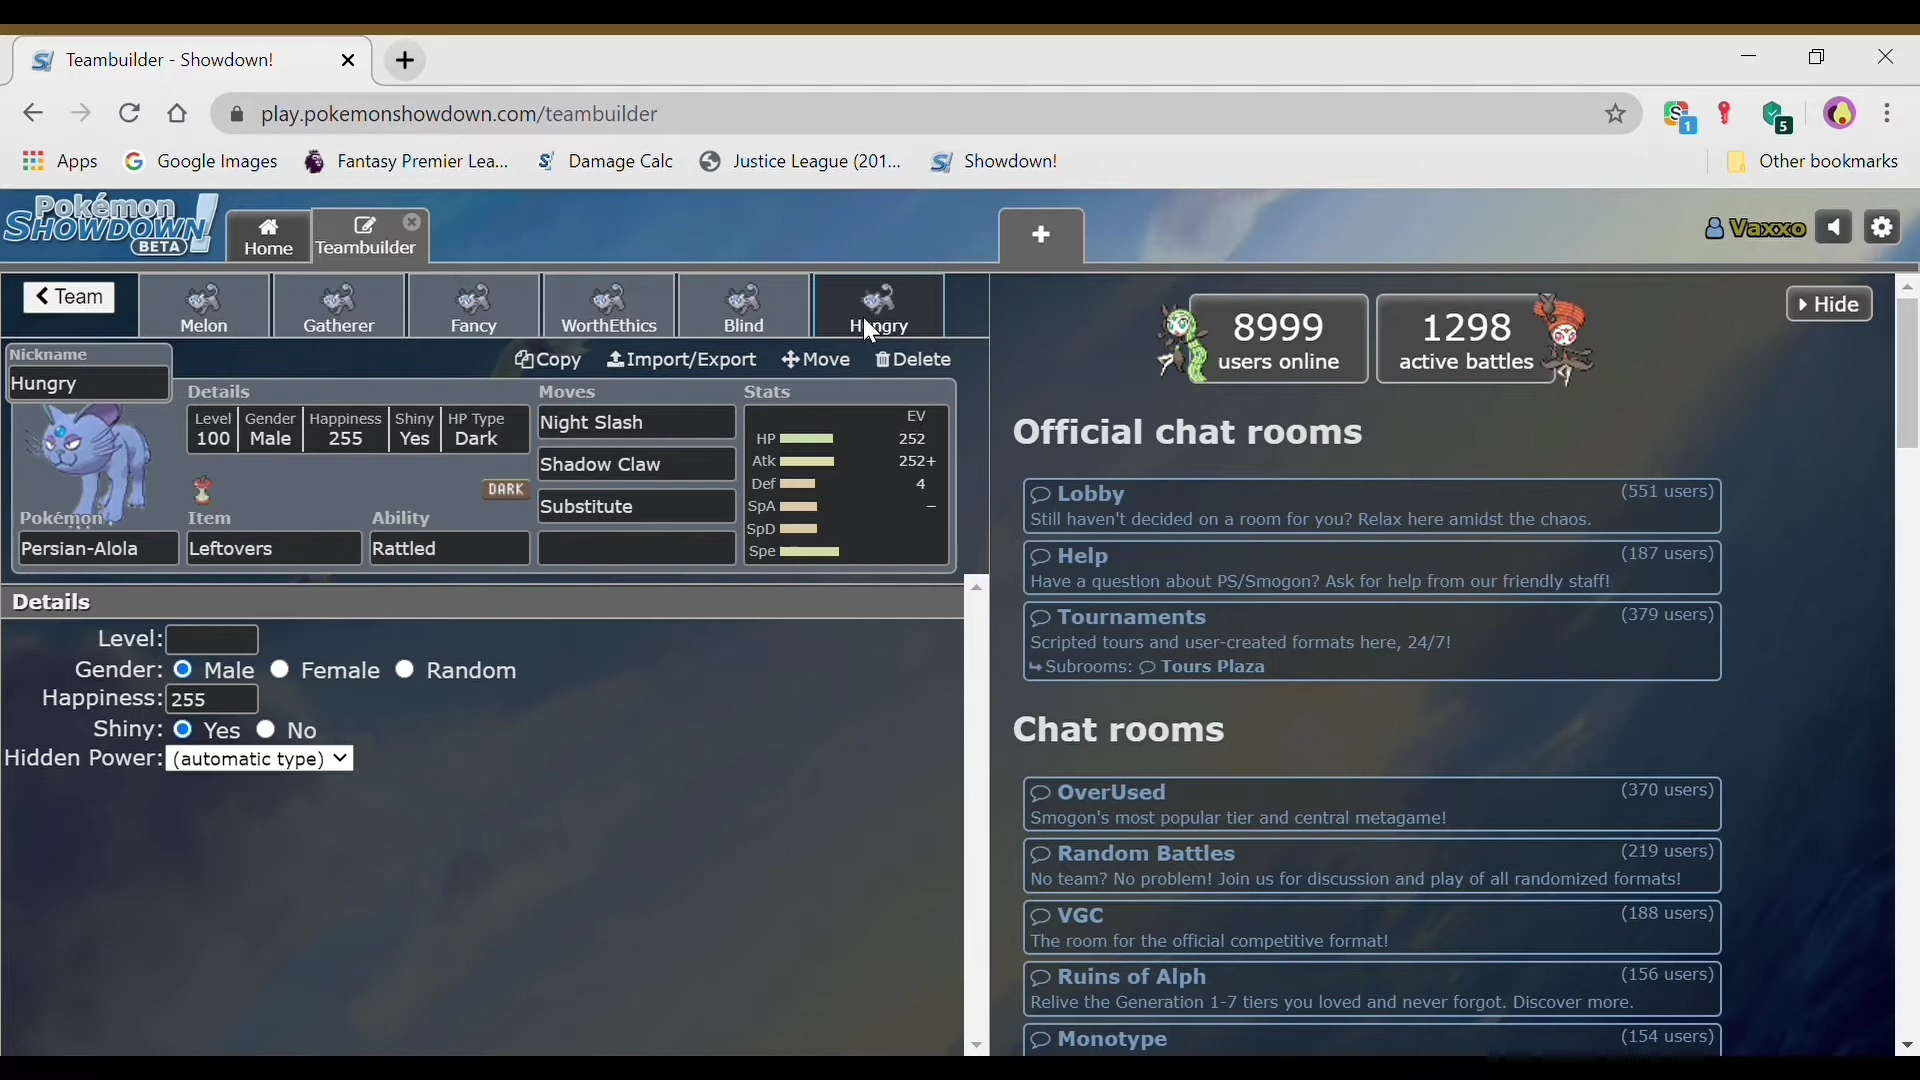 Teambuilder - Showdown!
play.pokemonshowdown.com/teambuilder
1
5
Apps
Google Images
Fantasy Premier Lea...
Damage Calc
Justice League (201...
Showdown!
Other bookmarks
Pokémon
SHOWDOWN!
BETA
Home
Teambuilder
Vaxxo
Team
Melon
Gatherer
Fancy
WorthEthics
Blind
Hungry
Hide
8999
users online
1298
active battles
Nickname
Hungry
Copy
Import/Export
Move
Delete
Details
Moves
Stats
Level
Gender
Happiness
Shiny
HP Type
100
Male
255
Yes
Dark
DARK
Night Slash
Shadow Claw
Substitute
EV
HP 252
Atk 252+
Def 4
SpA −
SpD
Spe
Pokémon
Item
Ability
Persian-Alola
Leftovers
Rattled
Details
Level:
Gender: Male Female Random
Happiness: 255
Shiny: Yes No
Hidden Power: (automatic type)
Official chat rooms
Lobby (551 users)
Still haven't decided on a room for you? Relax here amidst the chaos.
Help (187 users)
Have a question about PS/Smogon? Ask for help from our friendly staff!
Tournaments (379 users)
Scripted tours and user-created formats here, 24/7!
↳Subrooms: Tours Plaza
Chat rooms
OverUsed (370 users)
Smogon's most popular tier and central metagame!
Random Battles (219 users)
No team? No problem! Join us for discussion and play of all randomized formats!
VGC (188 users)
The room for the official competitive format!
Ruins of Alph (156 users)
Relive the Generation 1-7 tiers you loved and never forgot. Discover more.
Monotype (154 users)